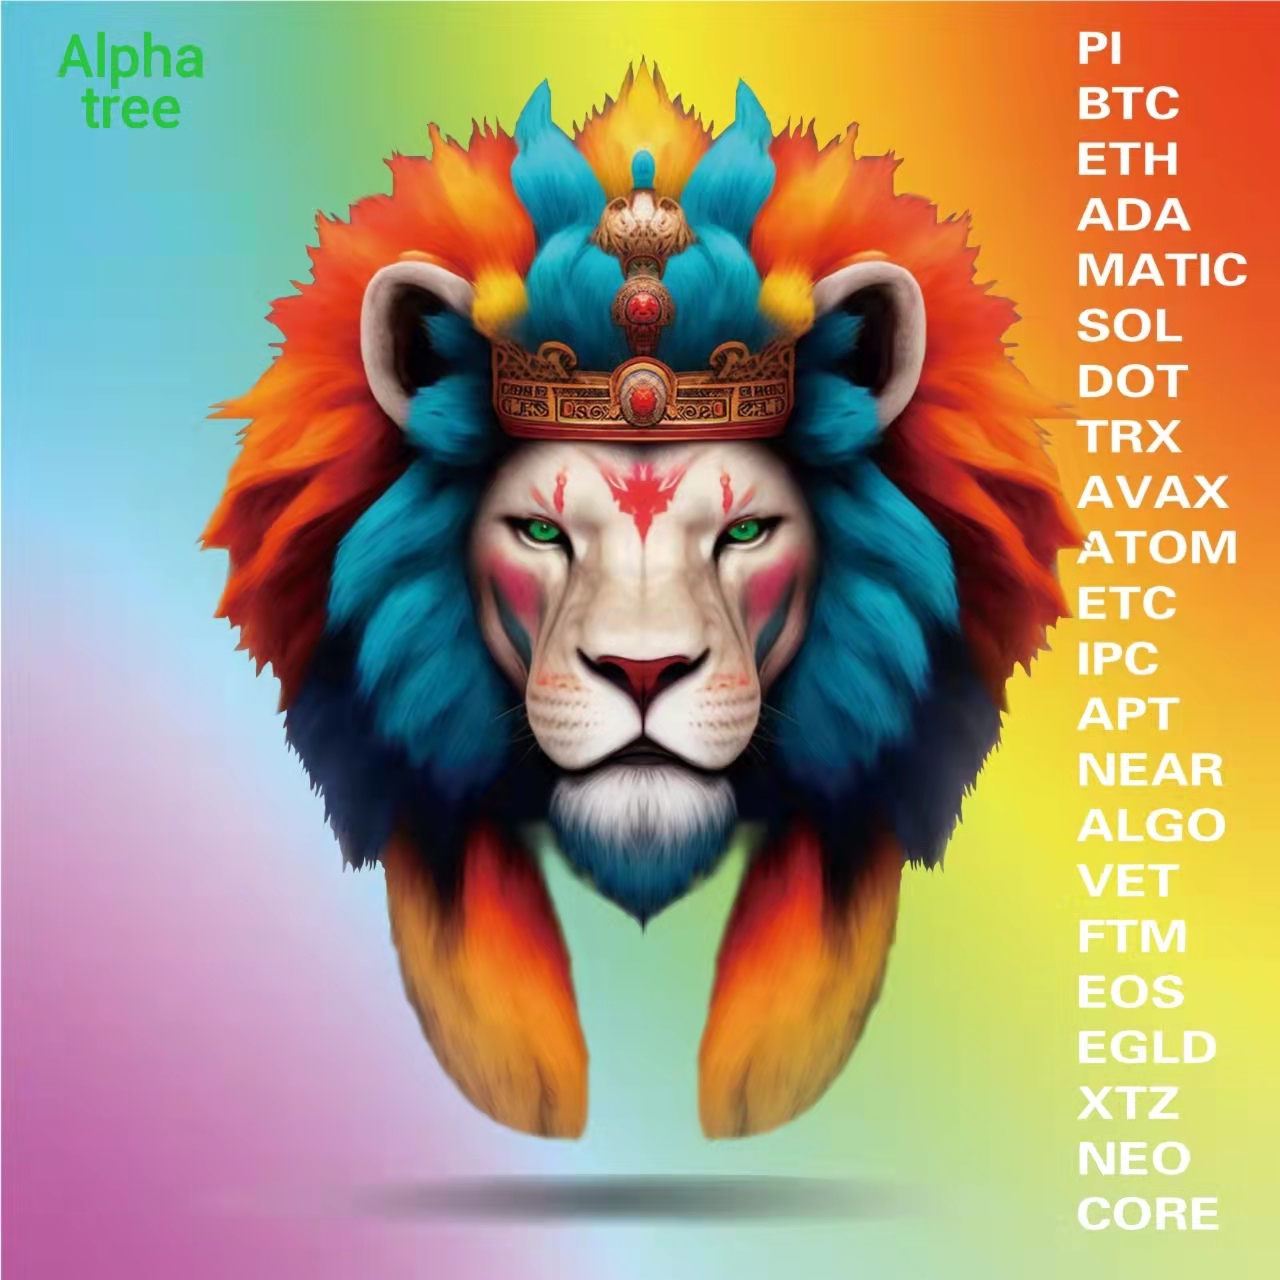 Alpha
tree
PI
BTC
ETH
ADA
MATIC
SOL
DOT
TRX
AVAX
ATOM
ETC
IPC
APT
NEAR
ALGO
VET
FTM
EOS
EGLD
XTZ
NEO
CORE